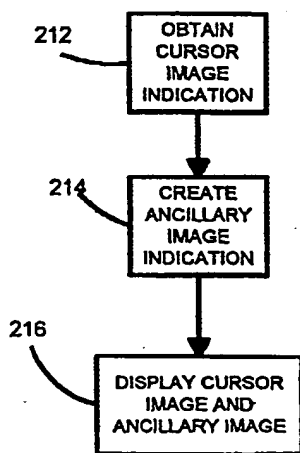 212
OBTAIN
CURSOR
IMAGE
INDICATION
214
CREATE
ANCILLARY
IMAGE
INDICATION
216
DISPLAY CURSOR
IMAGE AND
ANCILLARY IMAGE